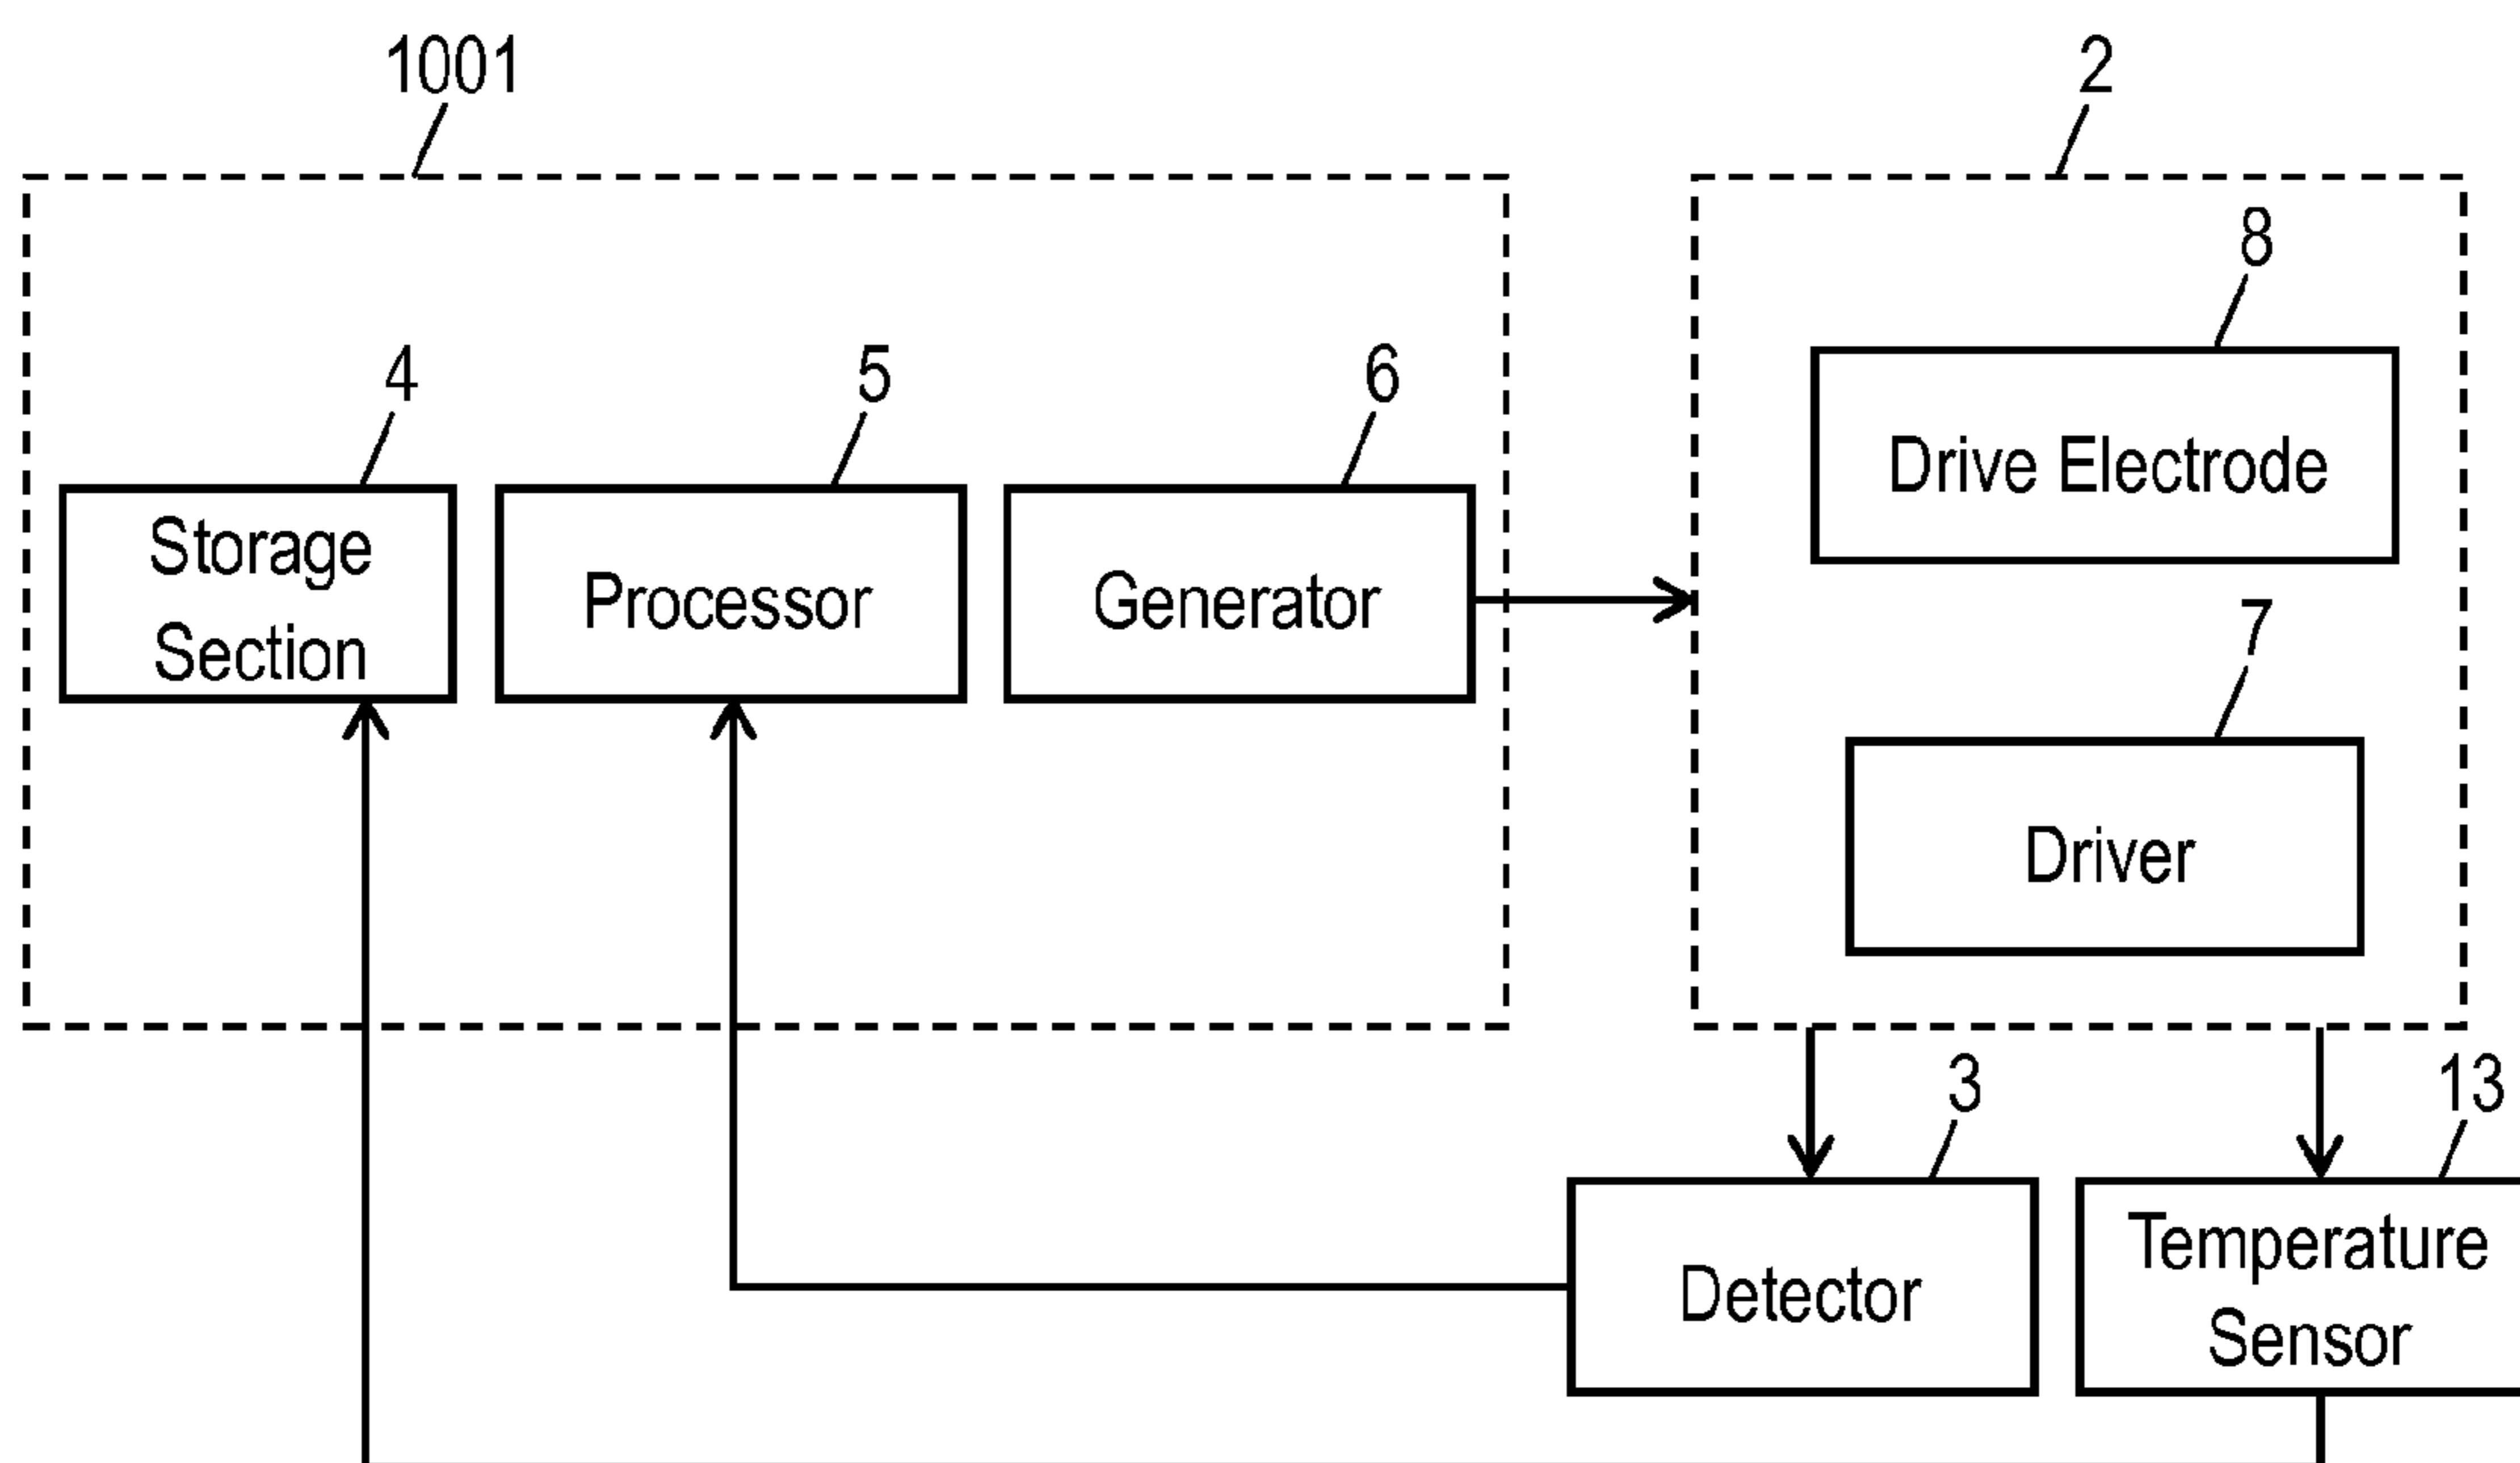 1001
2
8
4
5
6
Drive Electrode
Storage
Section
Processor
Generator
7
Driver
3
13
Detector
Temperature
Sensor